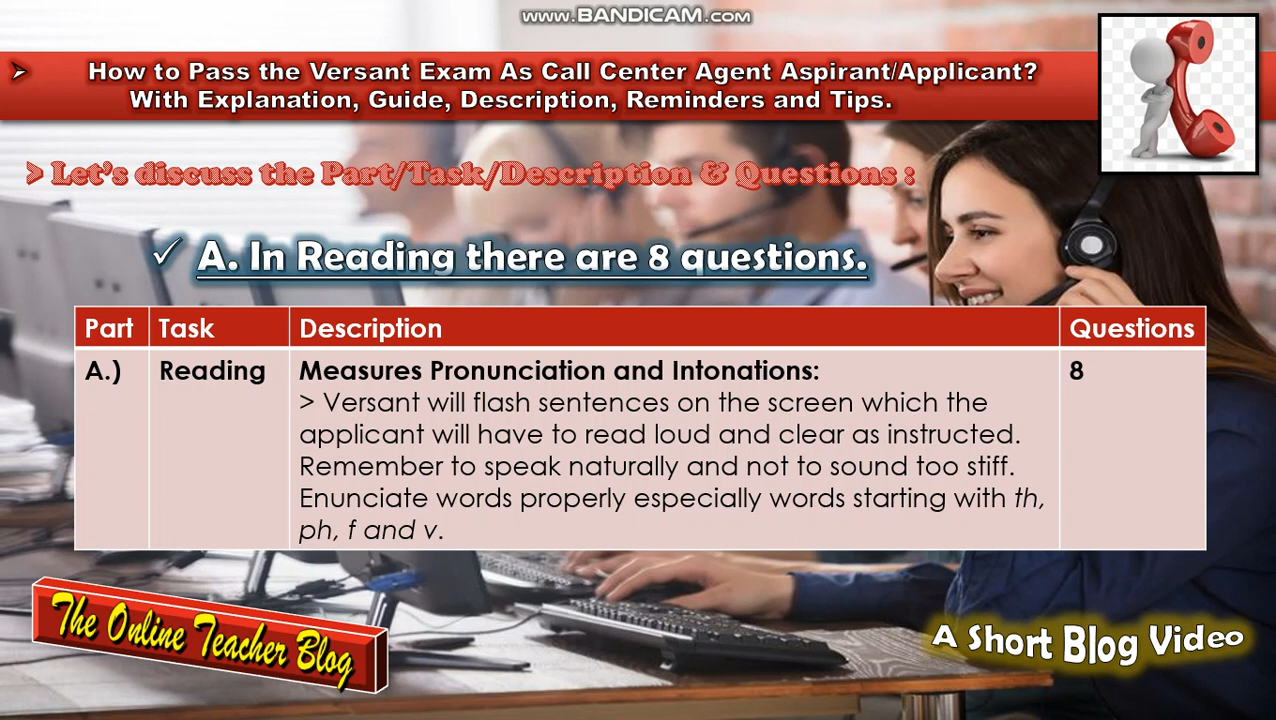 www.BANDICAM.com
➢ How to Pass the Versant Exam As Call Center Agent Aspirant/Applicant?
With Explanation, Guide, Description, Reminders and Tips.
> Let's discuss the Part/Task/Description & Questions :
✓ A. In Reading there are 8 questions.
Part Task Description Questions
A.) Reading Measures Pronunciation and Intonations: 8
> Versant will flash sentences on the screen which the
applicant will have to read loud and clear as instructed.
Remember to speak naturally and not to sound too stiff.
Enunciate words properly especially words starting with th,
ph, f and v.
The Online Teacher Blog
A Short Blog Video